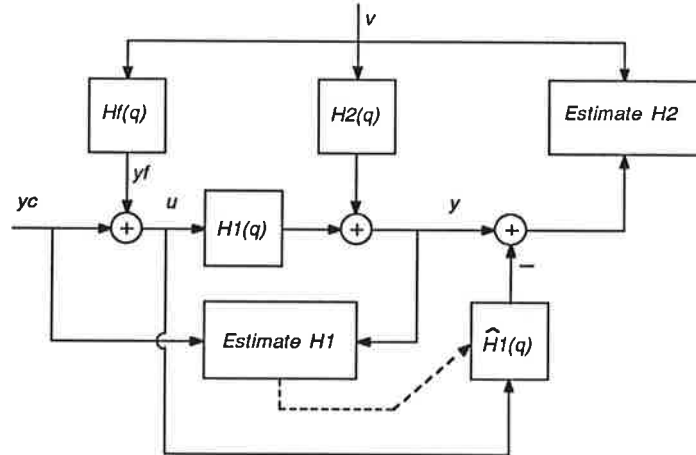 v
Hf(q)
H2(q)
Estimate H2
yf
yc
+
u
H1(q)
+
y
+
−
Estimate H1
Ĥ1(q)